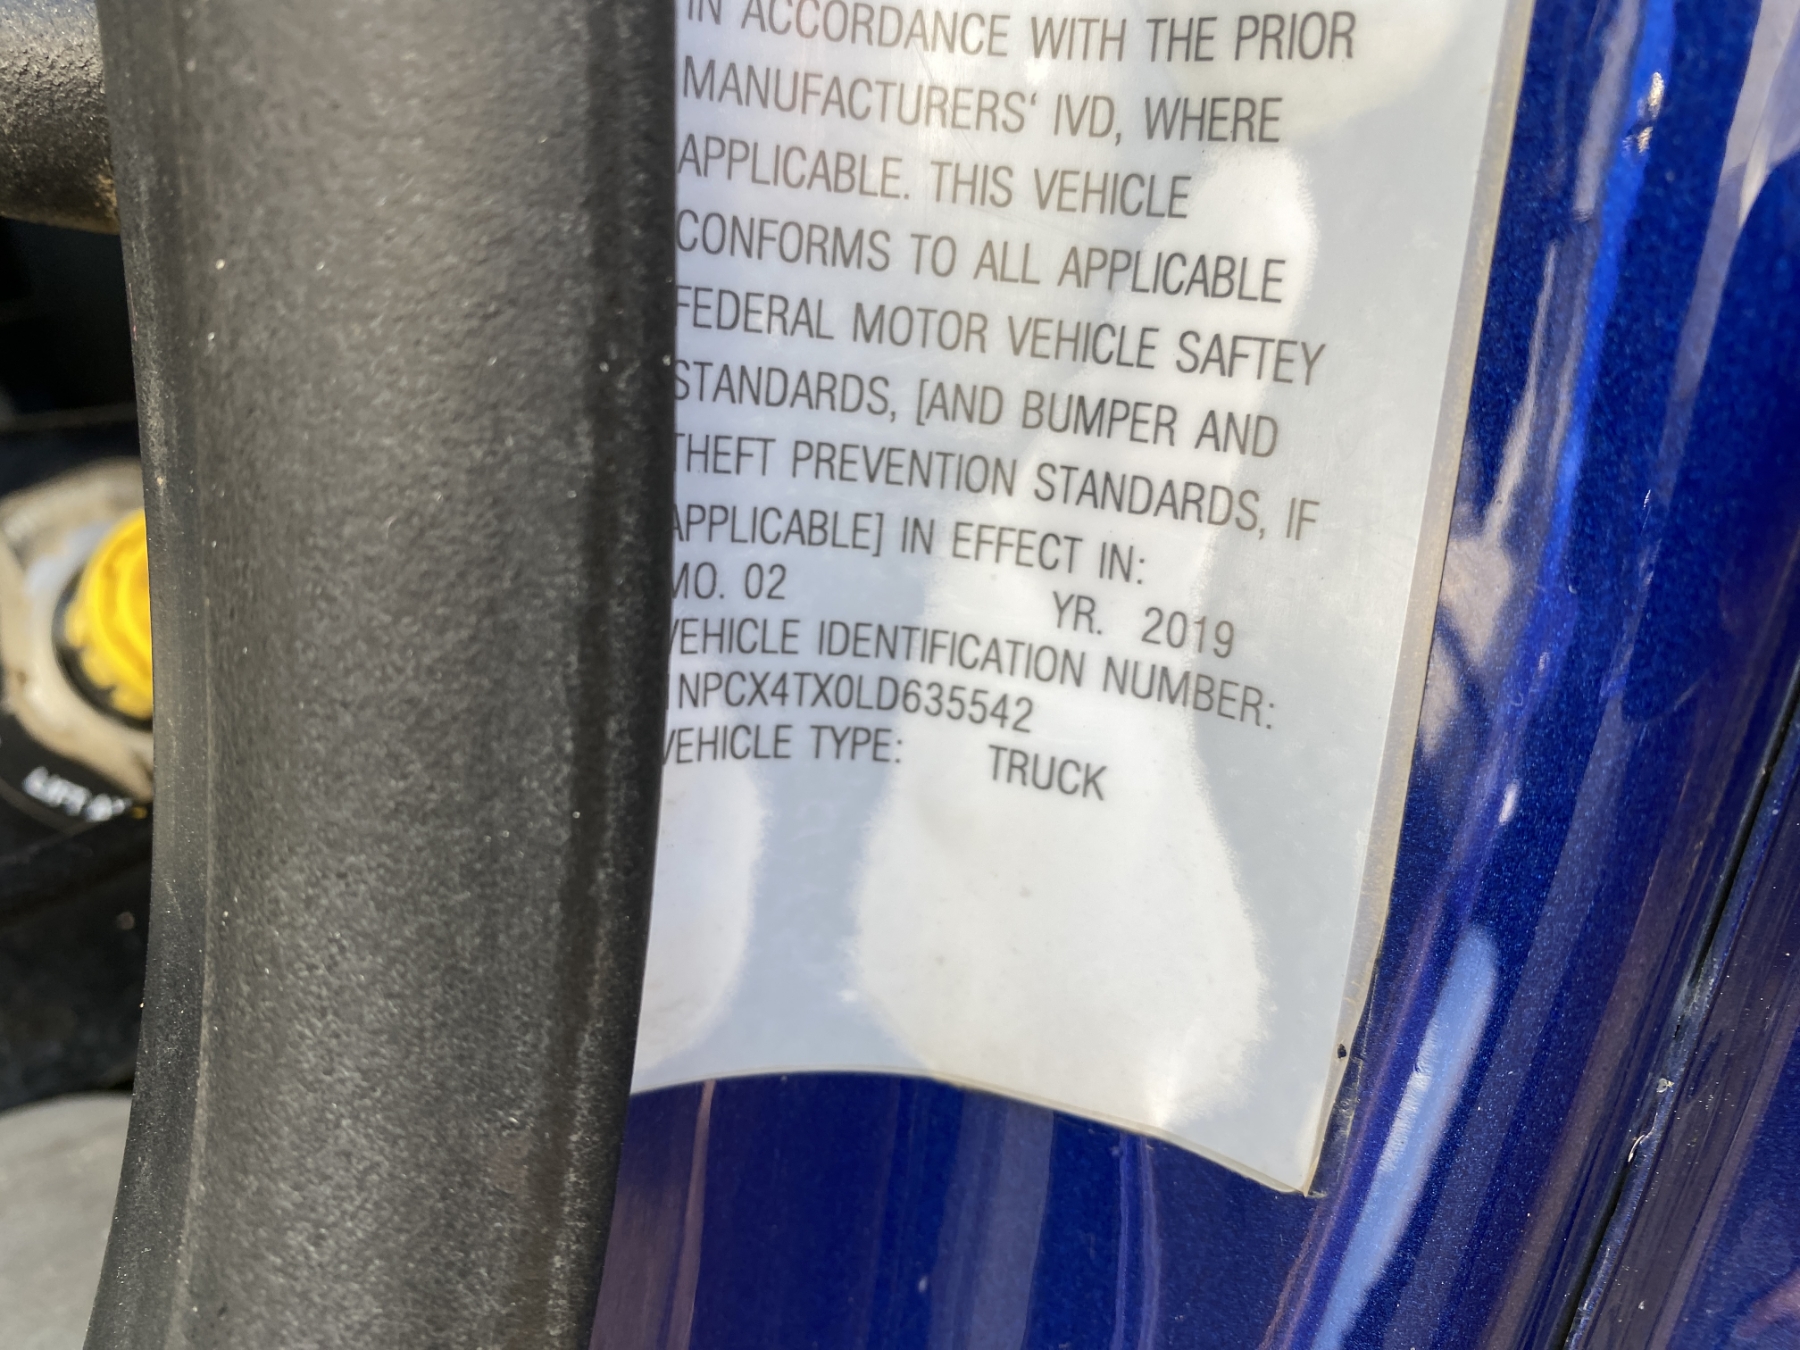 IN ACCORDANCE WITH THE PRIOR
MANUFACTURERS' IVD, WHERE
APPLICABLE. THIS VEHICLE
CONFORMS TO ALL APPLICABLE
FEDERAL MOTOR VEHICLE SAFTEY
STANDARDS, [AND BUMPER AND
THEFT PREVENTION STANDARDS, IF
APPLICABLE] IN EFFECT IN:
MO. 02 YR. 2019
VEHICLE IDENTIFICATION NUMBER:
1NPCX4TX0LD635542
VEHICLE TYPE: TRUCK